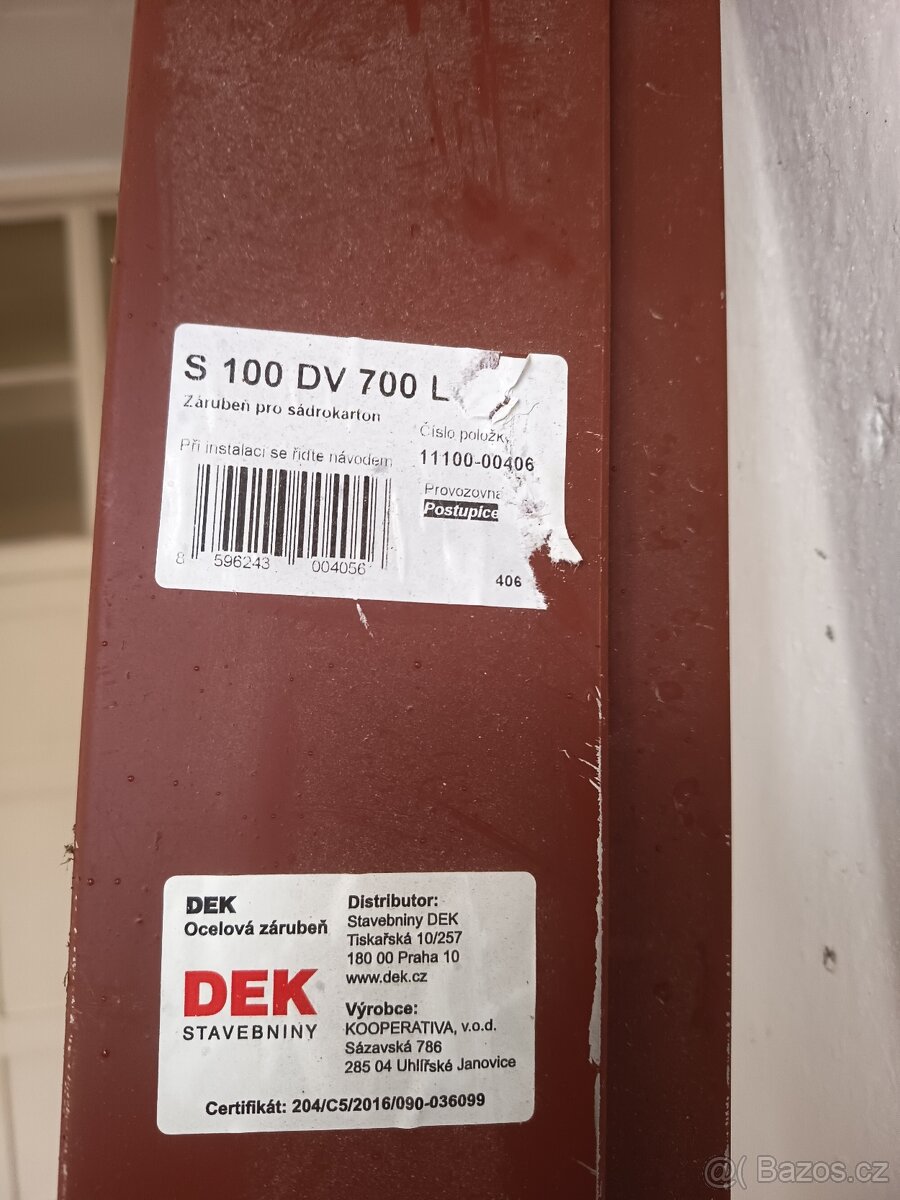 S 100 DV 700 L
Zárubeň pro sádrokarton
Při instalaci se řiďte návodem
Číslo položky
11100-00406
Provozovna
Postupice
8 596243 004056
406
DEK
Ocelová zárubeň
DEK
STAVEBNINY
Distributor:
Stavebniny DEK
Tiskařská 10/257
180 00 Praha 10
www.dek.cz
Výrobce:
KOOPERATIVA, v.o.d.
Sázavská 786
285 04 Uhlířské Janovice
Certifikát: 204/C5/2016/090-036099
@( Bazos.cz